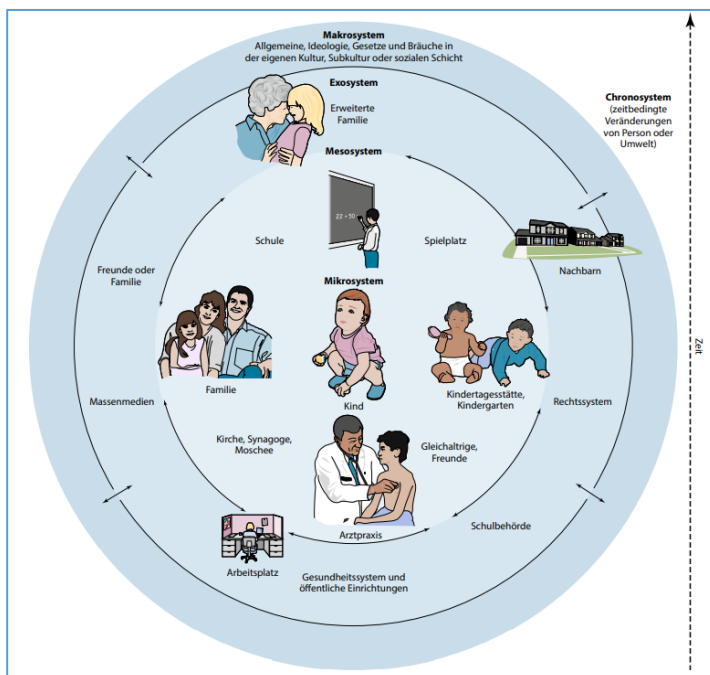 Makrosystem
Allgemeine, Ideologie, Gesetze und Bräuche in
der eigenen Kultur, Subkultur oder sozialen Schicht
Exosystem
Erweiterte
Familie
Chronosystem
(zeitbedingte
Veränderungen
von Person oder
Umwelt)
Mesosystem
22 + 50
Schule
Spielplatz
Nachbarn
Freunde oder
Familie
Mikrosystem
Zeit
Familie
Kind
Kindertagesstätte,
Kindergarten
Massenmedien
Rechtssystem
Kirche, Synagoge,
Moschee
Gleichaltrige,
Freunde
Arztpraxis
Schulbehörde
Arbeitsplatz
Gesundheitssystem und
öffentliche Einrichtungen